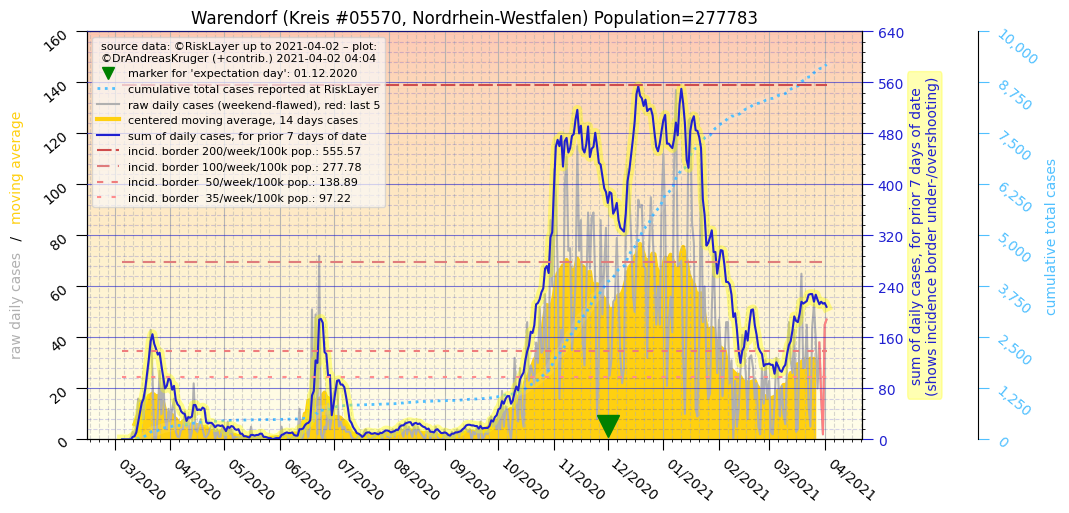 Warendorf (Kreis #05570, Nordrhein-Westfalen) Population=277783
source data: ©RiskLayer up to 2021-04-02 – plot:
©DrAndreasKruger (+contrib.) 2021-04-02 04:04
marker for 'expectation day': 01.12.2020
cumulative total cases reported at RiskLayer
raw daily cases (weekend-flawed), red: last 5
centered moving average, 14 days cases
sum of daily cases, for prior 7 days of date
incid. border 200/week/100k pop.: 555.57
incid. border 100/week/100k pop.: 277.78
incid. border 50/week/100k pop.: 138.89
incid. border 35/week/100k pop.: 97.22
raw daily cases / moving average
160
140
120
100
80
60
40
20
0
640
560
480
400
320
240
160
80
0
sum of daily cases, for prior 7 days of date
(shows incidence border under-/overshooting)
10,000
8,750
7,500
6,250
5,000
3,750
2,500
1,250
0
cumulative total cases
03/2020
04/2020
05/2020
06/2020
07/2020
08/2020
09/2020
10/2020
11/2020
12/2020
01/2021
02/2021
03/2021
04/2021